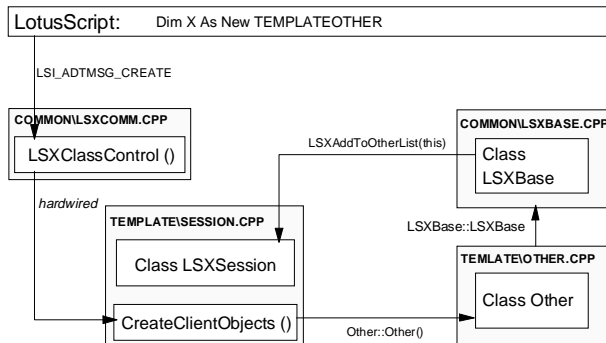 LotusScript: Dim X As New TEMPLATEOTHER
LSI_ADTMSG_CREATE
COMMON\LSXCOMM.CPP
LSXClassControl ()
LSXAddToOtherList(this)
COMMON\LSXBASE.CPP
Class
LSXBase
hardwired
TEMPLATE\SESSION.CPP
Class LSXSession
LSXBase::LSXBase
TEMLATE\OTHER.CPP
Class Other
CreateClientObjects ()
Other::Other()